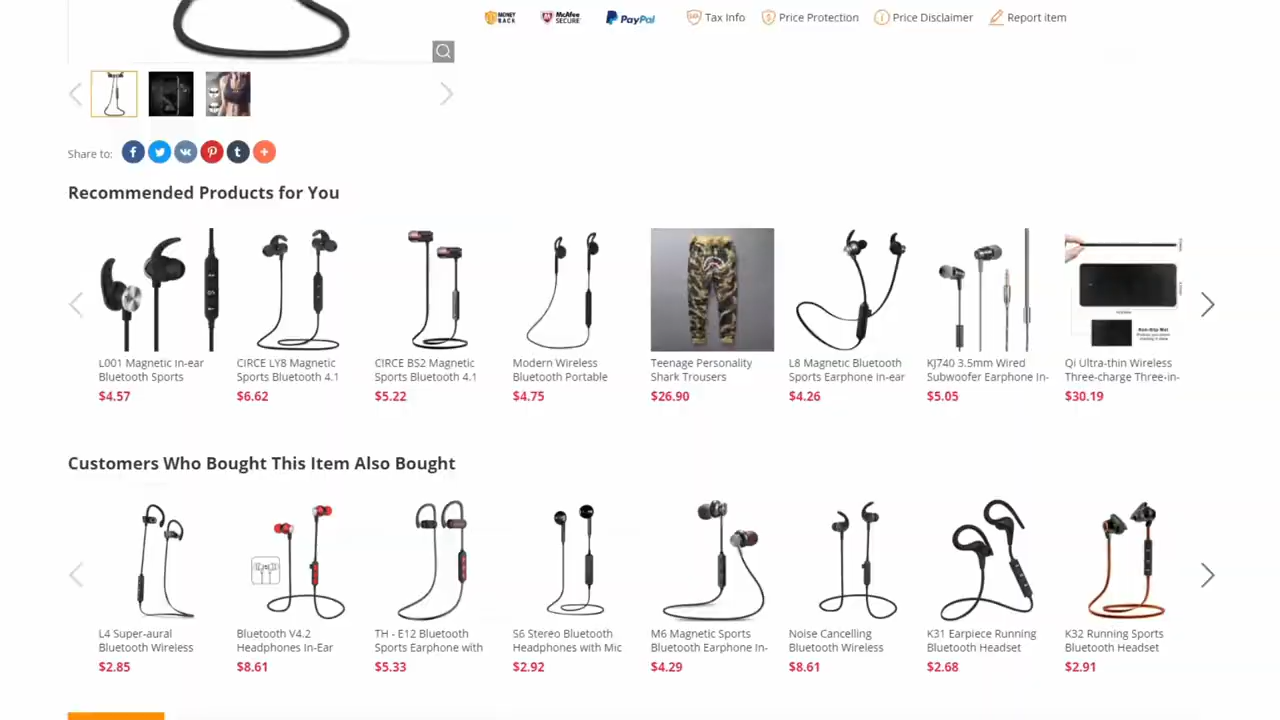 MONEY BACK
McAfee SECURE
PayPal
Tax Info
Price Protection
Price Disclaimer
Report item
Share to:
Recommended Products for You
L001 Magnetic In-ear
Bluetooth Sports
$4.57
CIRCE LY8 Magnetic
Sports Bluetooth 4.1
$6.62
CIRCE BS2 Magnetic
Sports Bluetooth 4.1
$5.22
Modern Wireless
Bluetooth Portable
$4.75
Teenage Personality
Shark Trousers
$26.90
L8 Magnetic Bluetooth
Sports Earphone In-ear
$4.26
KJ740 3.5mm Wired
Subwoofer Earphone In-
$5.05
Qi Ultra-thin Wireless
Three-charge Three-in-
$30.19
Customers Who Bought This Item Also Bought
L4 Super-aural
Bluetooth Wireless
$2.85
Bluetooth V4.2
Headphones In-Ear
$8.61
TH - E12 Bluetooth
Sports Earphone with
$5.33
S6 Stereo Bluetooth
Headphones with Mic
$2.92
M6 Magnetic Sports
Bluetooth Earphone In-
$4.29
Noise Cancelling
Bluetooth Wireless
$8.61
K31 Earpiece Running
Bluetooth Headset
$2.68
K32 Running Sports
Bluetooth Headset
$2.91